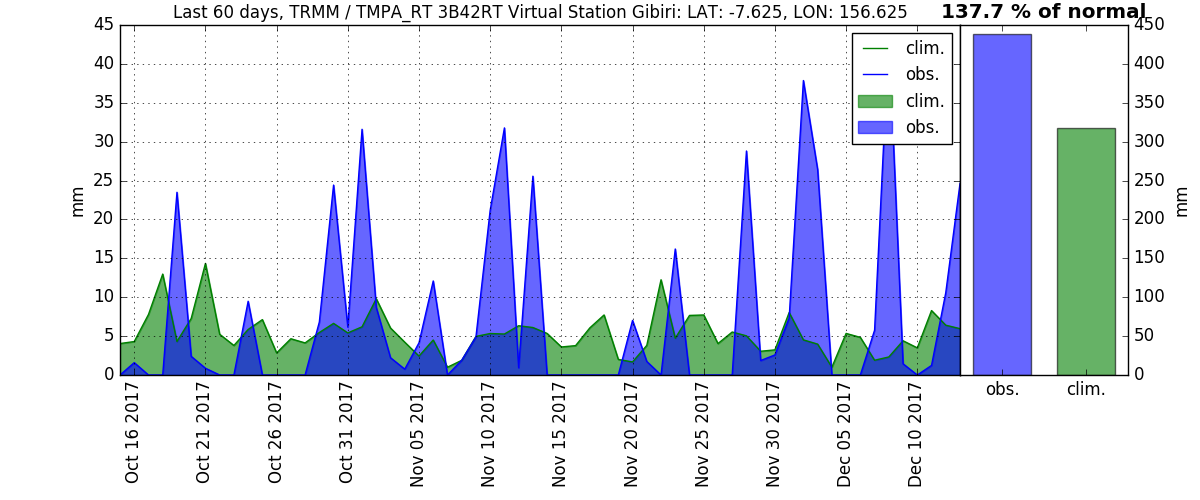 Last 60 days, TRMM / TMPA_RT 3B42RT Virtual Station Gibiri: LAT: -7.625, LON: 156.625
137.7 % of normal
45
40
35
30
25
20
15
10
5
0
mm
clim.
obs.
clim.
obs.
450
400
350
300
250
200
150
100
50
0
mm
obs.
clim.
Oct 16 2017
Oct 21 2017
Oct 26 2017
Oct 31 2017
Nov 05 2017
Nov 10 2017
Nov 15 2017
Nov 20 2017
Nov 25 2017
Nov 30 2017
Dec 05 2017
Dec 10 2017